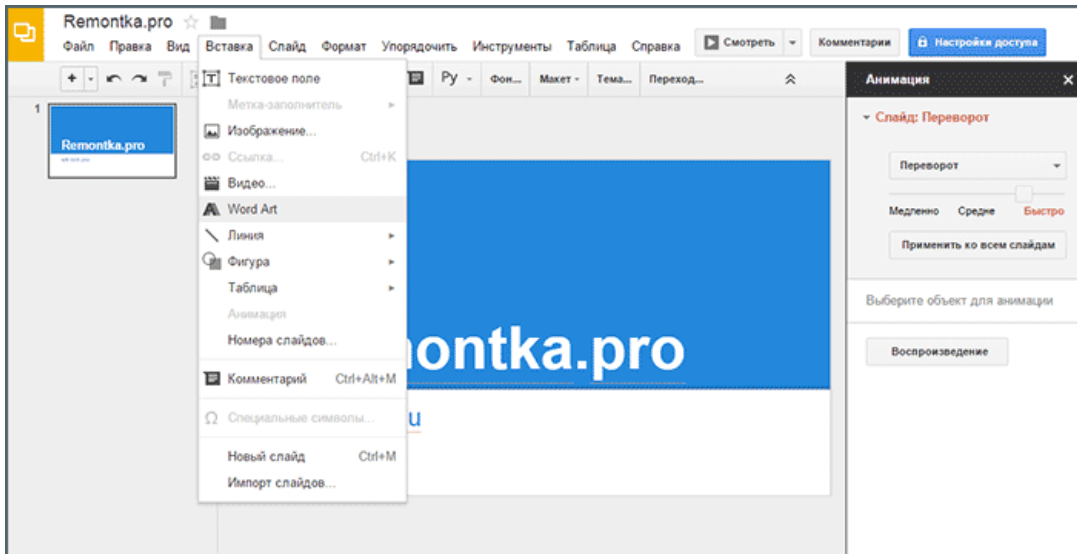 Remontka.pro
Файл Правка Вид Вставка Слайд Формат Упорядочить Инструменты Таблица Справка
Смотреть
Комментарии
Настройки доступа
Py
Фон...
Макет
Тема...
Переход...
1
Remontka.pro
Текстовое поле
Метка-заполнитель
Изображение...
Ссылка... Ctrl+K
Видео...
Word Art
Линия
Фигура
Таблица
Анимация
Номера слайдов...
Комментарий Ctrl+Alt+M
Специальные символы...
Новый слайд Ctrl+M
Импорт слайдов...
ontka.pro
u
Анимация
Слайд: Переворот
Переворот
Медленно Средне Быстро
Применить ко всем слайдам
Выберите объект для анимации
Воспроизведение